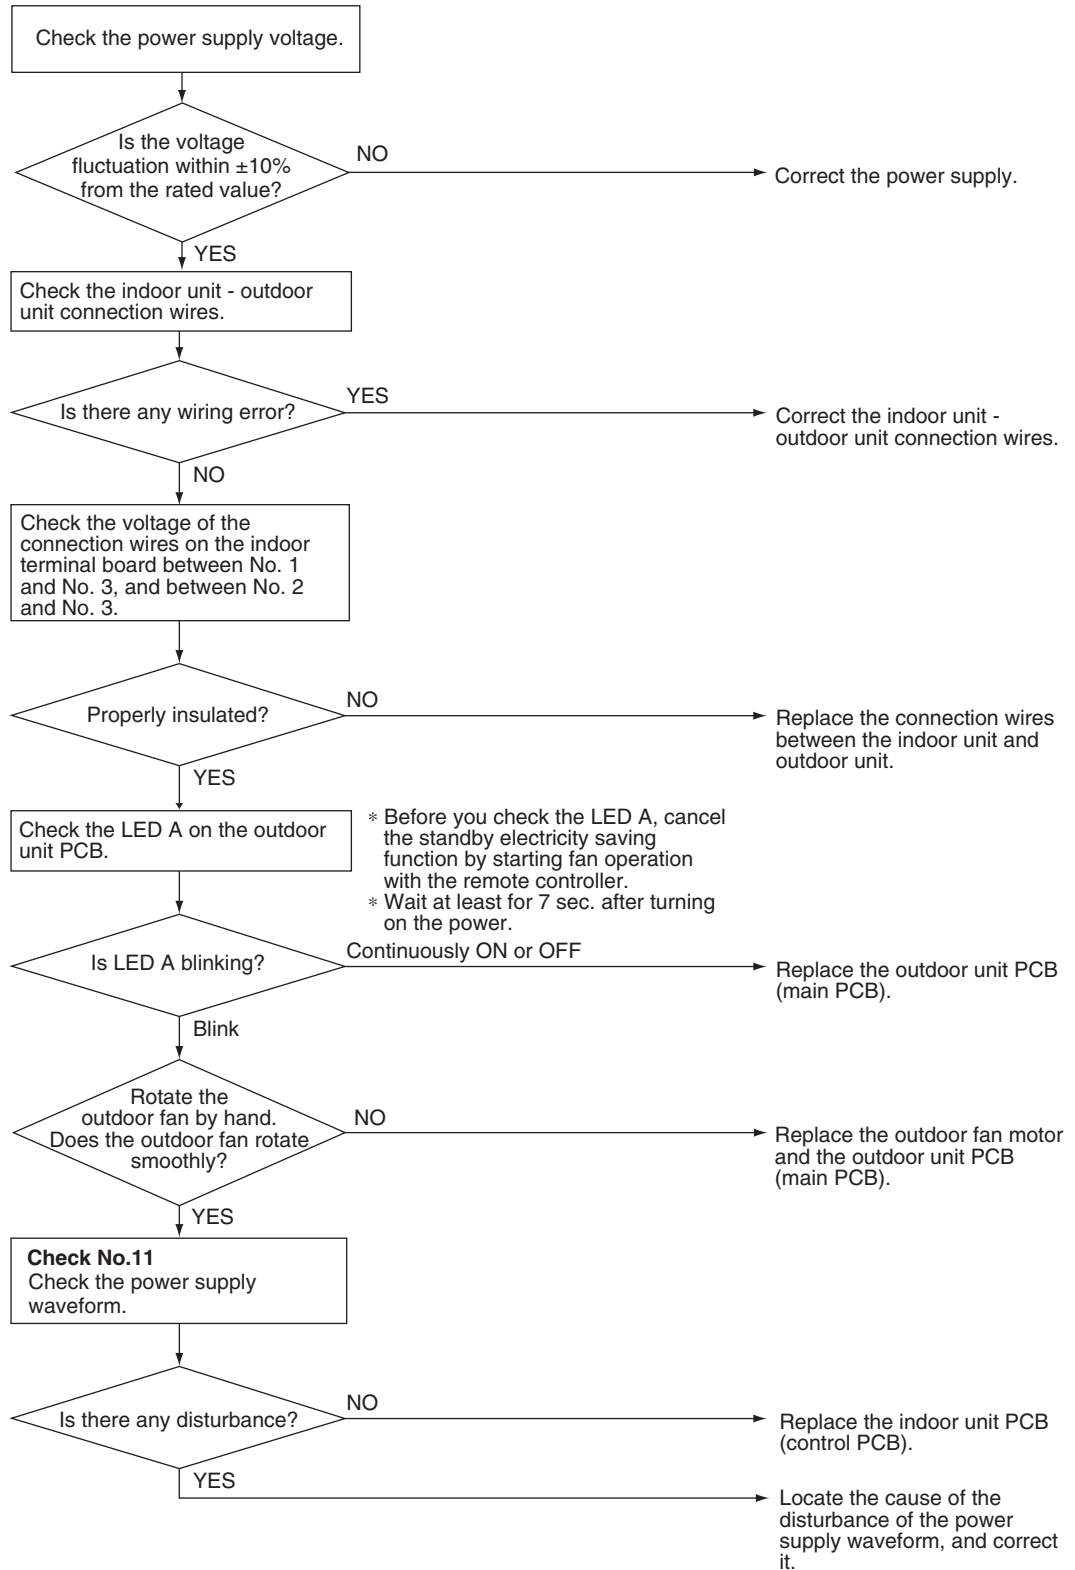 Check the power supply voltage.
Is the voltage
fluctuation within ±10%
from the rated value?
NO
Correct the power supply.
YES
Check the indoor unit - outdoor
unit connection wires.
Is there any wiring error?
YES
Correct the indoor unit -
outdoor unit connection wires.
NO
Check the voltage of the
connection wires on the indoor
terminal board between No. 1
and No. 3, and between No. 2
and No. 3.
Properly insulated?
NO
Replace the connection wires
between the indoor unit and
outdoor unit.
YES
Check the LED A on the outdoor
unit PCB.
* Before you check the LED A, cancel
the standby electricity saving
function by starting fan operation
with the remote controller.
* Wait at least for 7 sec. after turning
on the power.
Is LED A blinking?
Continuously ON or OFF
Replace the outdoor unit PCB
(main PCB).
Blink
Rotate the
outdoor fan by hand.
Does the outdoor fan rotate
smoothly?
NO
Replace the outdoor fan motor
and the outdoor unit PCB
(main PCB).
YES
Check No.11
Check the power supply
waveform.
Is there any disturbance?
NO
Replace the indoor unit PCB
(control PCB).
YES
Locate the cause of the
disturbance of the power
supply waveform, and correct
it.